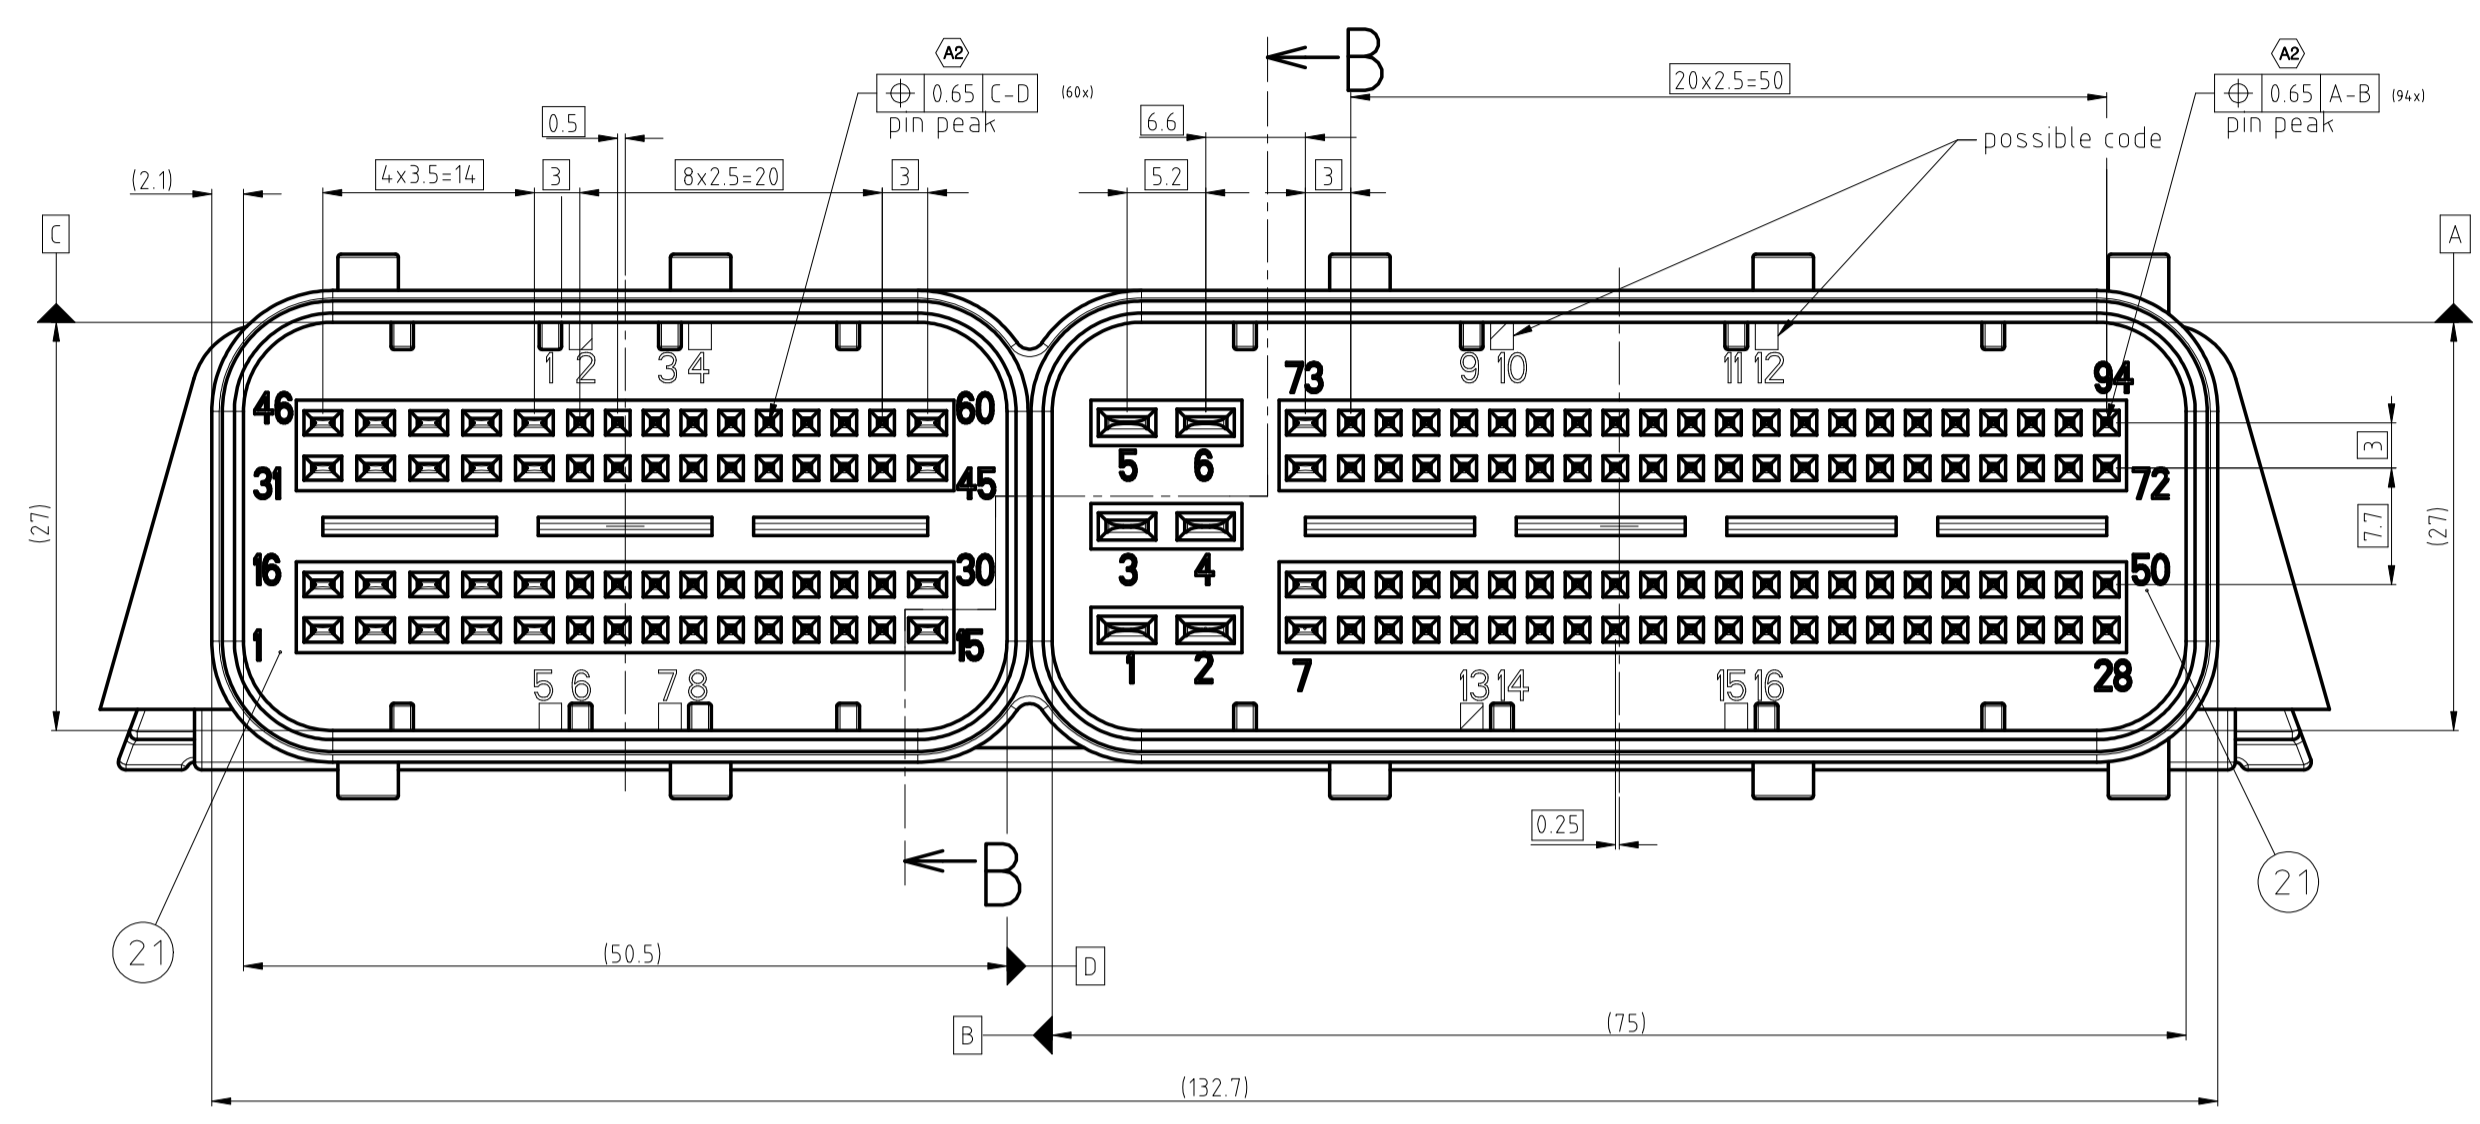 A2
A2
B
20x2.5=50
⌖ 0.65 C-D (60x)
pin peak
⌖ 0.65 A-B (94x)
pin peak
0.5
6.6
possible code
(2.1)
4x3.5=14
3
8x2.5=20
3
5.2
3
C
A
1 2 3 4
9 10 11 12
73 94
46 60
5 6
3
31 45
72
(27)
7.7
(27)
16 30
3 4
50
1 15
1 2
7 28
5 6 7 8
13 14 15 16
0.25
B
21
21
(50.5)
D
B
(75)
(132.7)